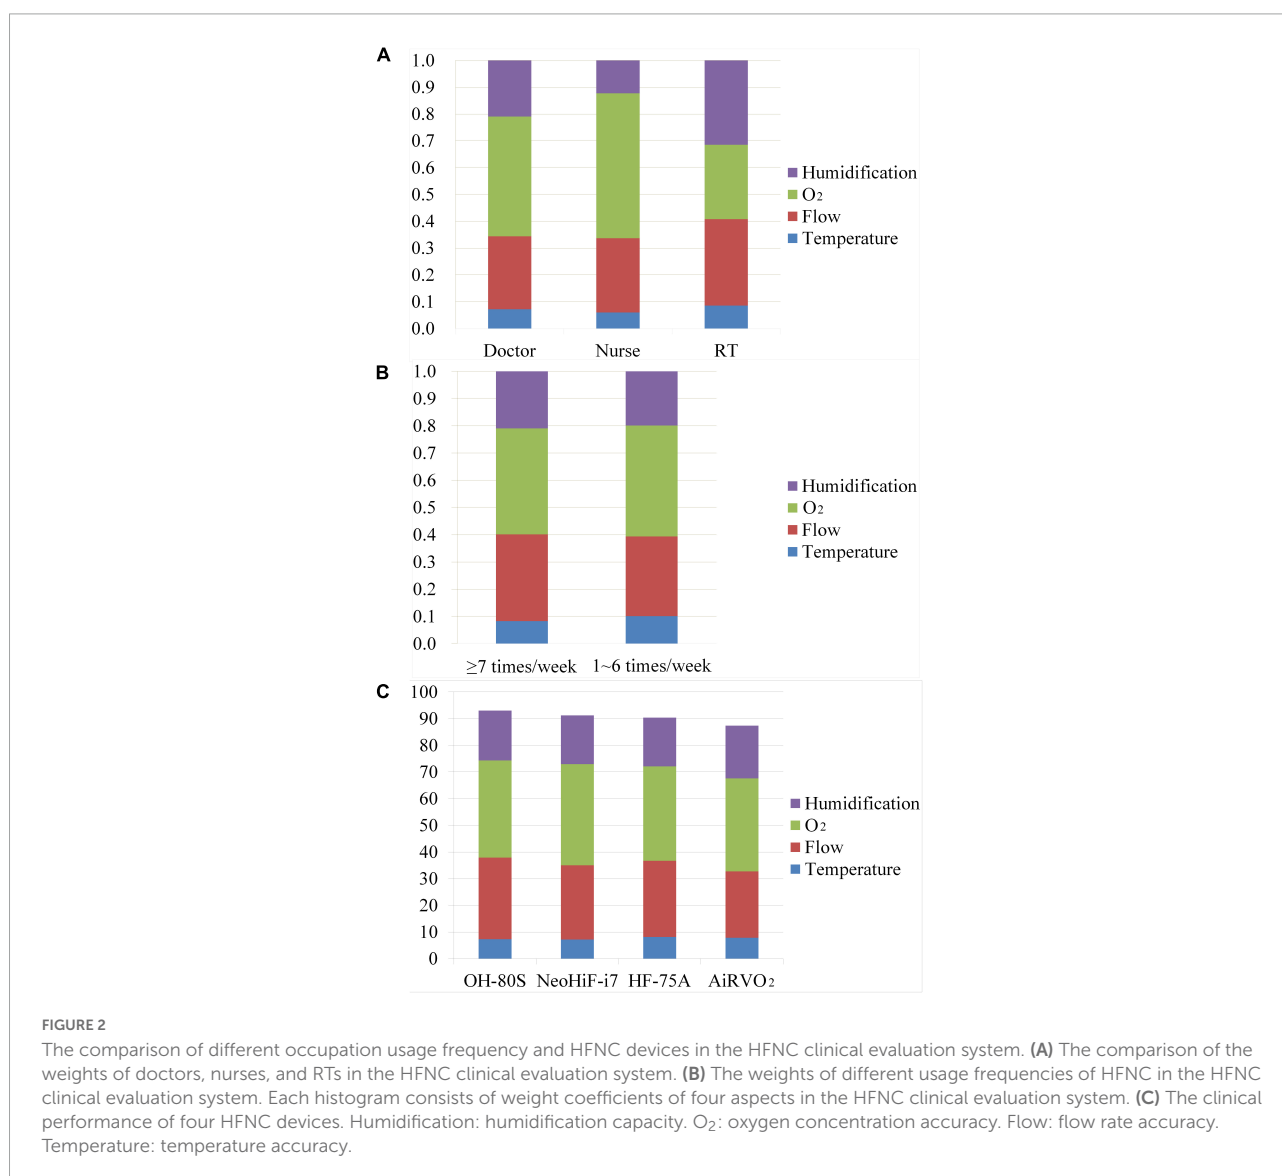 A
1.0
0.9
0.8
0.7
0.6
0.5
0.4
0.3
0.2
0.1
0.0
Doctor Nurse RT
Humidification
O₂
Flow
Temperature
B
1.0
0.9
0.8
0.7
0.6
0.5
0.4
0.3
0.2
0.1
0.0
≥7 times/week 1~6 times/week
Humidification
O₂
Flow
Temperature
C
100
90
80
70
60
50
40
30
20
10
0
OH-80S NeoHiF-i7 HF-75A AiRVO₂
Humidification
O₂
Flow
Temperature
FIGURE 2
The comparison of different occupation usage frequency and HFNC devices in the HFNC clinical evaluation system. (A) The comparison of the
weights of doctors, nurses, and RTs in the HFNC clinical evaluation system. (B) The weights of different usage frequencies of HFNC in the HFNC
clinical evaluation system. Each histogram consists of weight coefficients of four aspects in the HFNC clinical evaluation system. (C) The clinical
performance of four HFNC devices. Humidification: humidification capacity. O₂: oxygen concentration accuracy. Flow: flow rate accuracy.
Temperature: temperature accuracy.